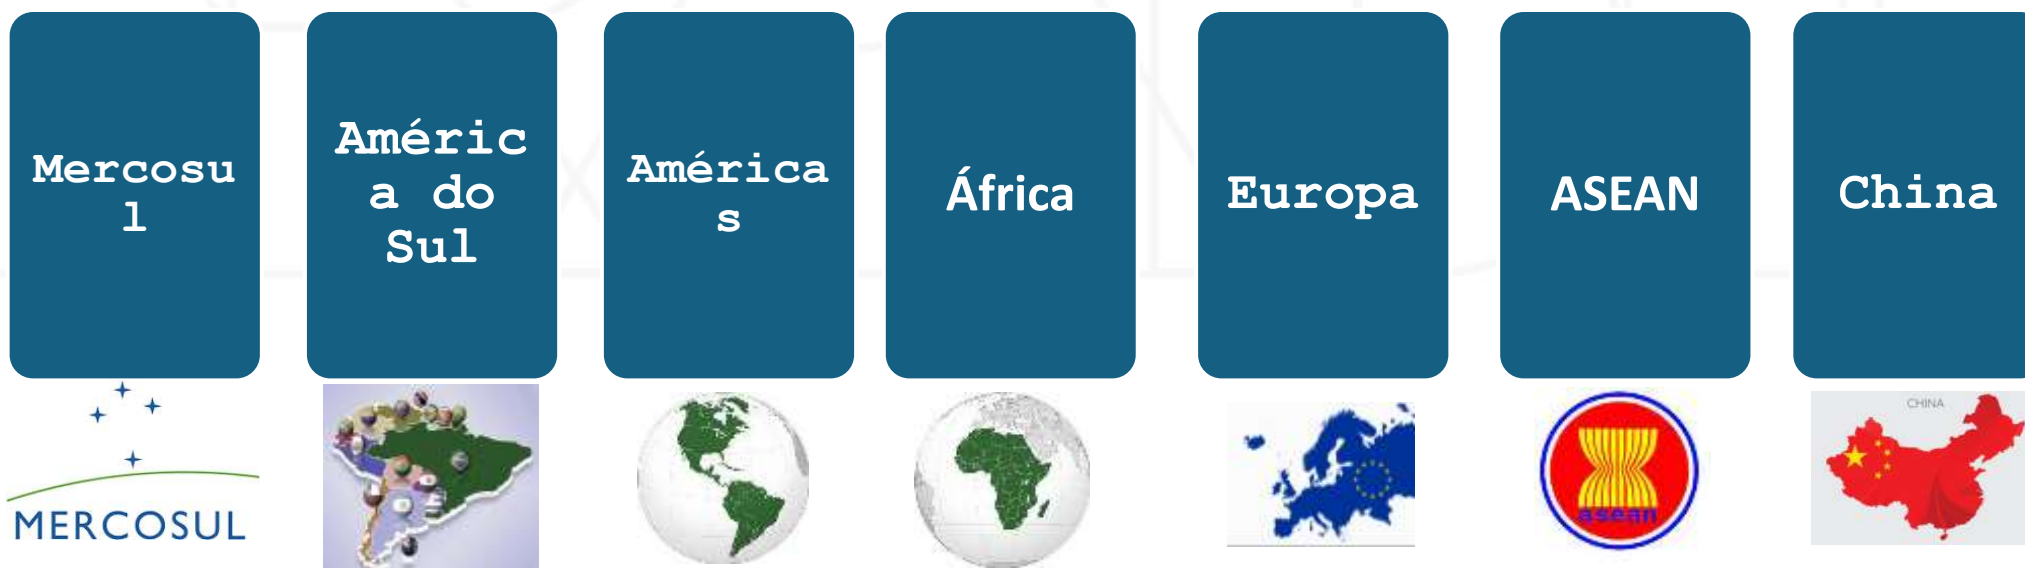 Mercosu
l
Améric
a do
Sul
América
s
África
Europa
ASEAN
China
MERCOSUL
asean
CHINA